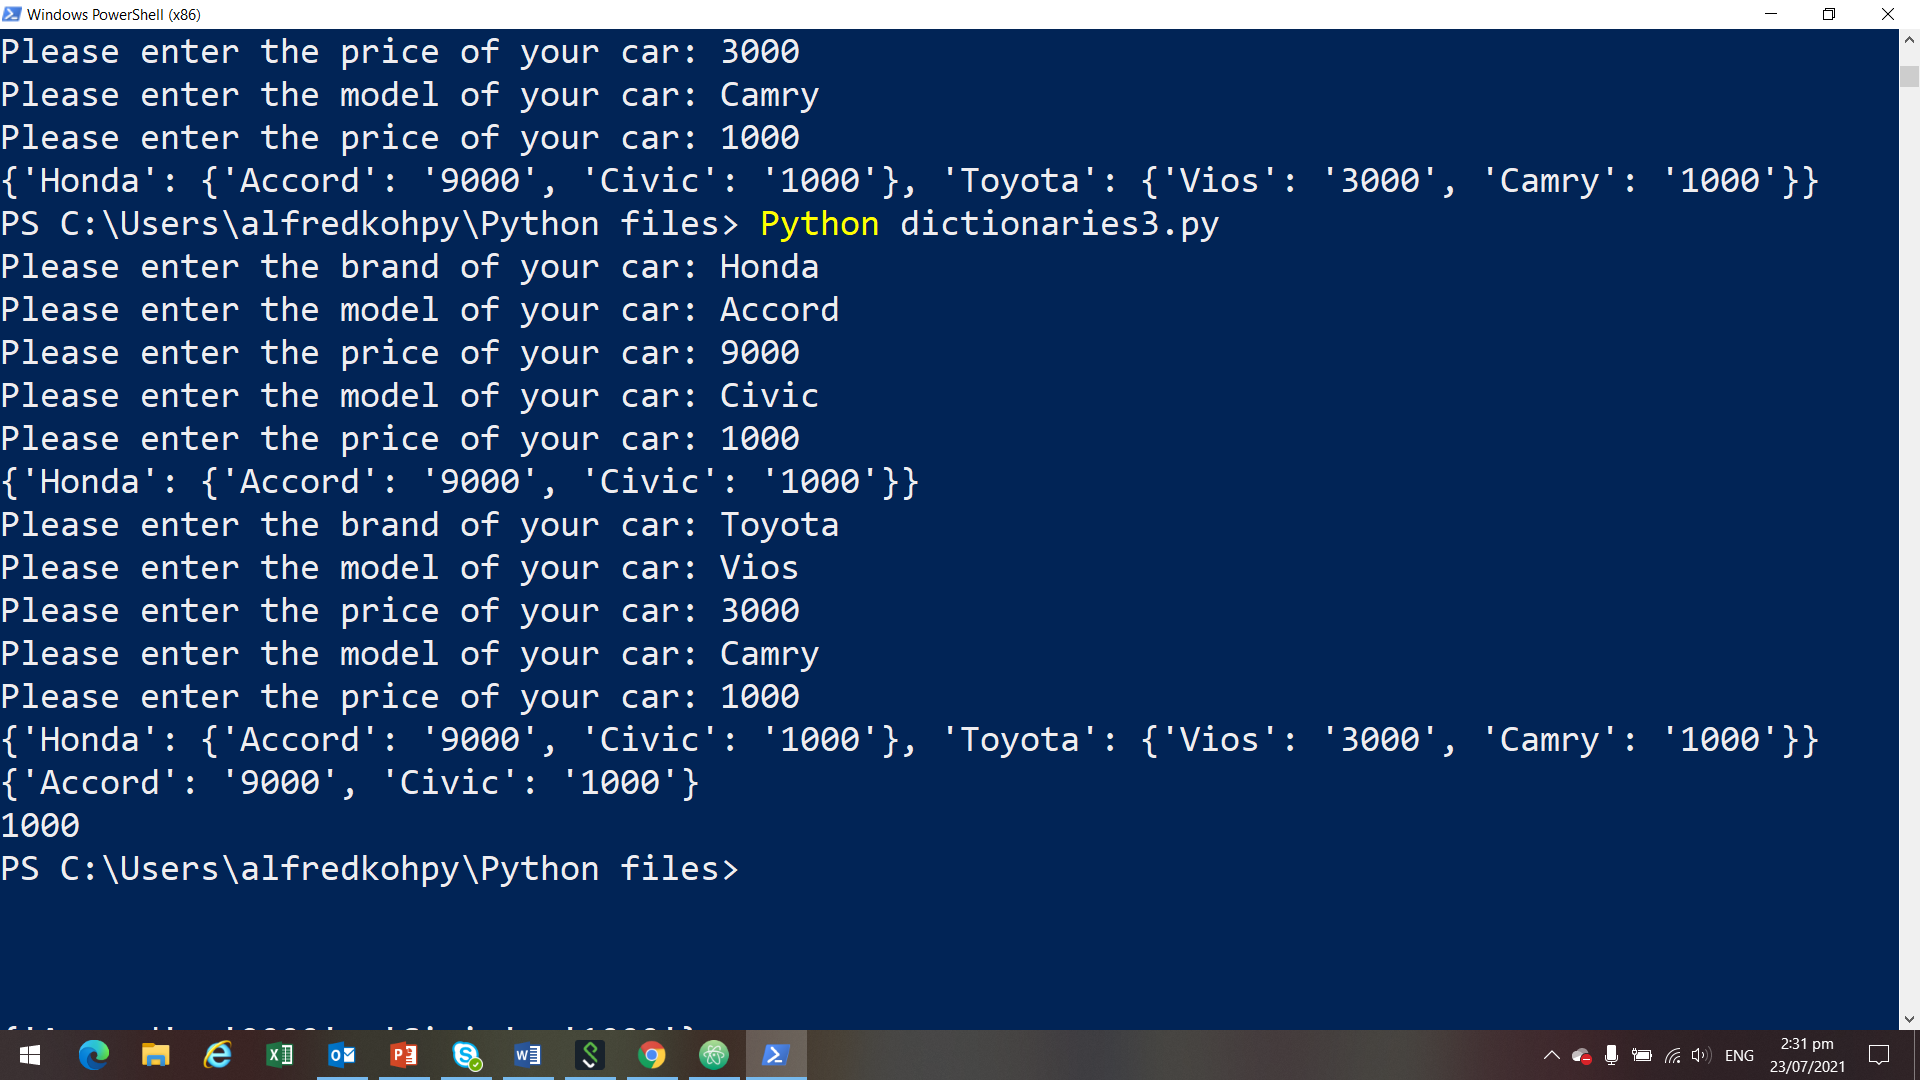 Windows PowerShell (x86)
Please enter the price of your car: 3000
Please enter the model of your car: Camry
Please enter the price of your car: 1000
{'Honda': {'Accord': '9000', 'Civic': '1000'}, 'Toyota': {'Vios': '3000', 'Camry': '1000'}}
PS C:\Users\alfredkohpy\Python files> Python dictionaries3.py
Please enter the brand of your car: Honda
Please enter the model of your car: Accord
Please enter the price of your car: 9000
Please enter the model of your car: Civic
Please enter the price of your car: 1000
{'Honda': {'Accord': '9000', 'Civic': '1000'}}
Please enter the brand of your car: Toyota
Please enter the model of your car: Vios
Please enter the price of your car: 3000
Please enter the model of your car: Camry
Please enter the price of your car: 1000
{'Honda': {'Accord': '9000', 'Civic': '1000'}, 'Toyota': {'Vios': '3000', 'Camry': '1000'}}
{'Accord': '9000', 'Civic': '1000'}
1000
PS C:\Users\alfredkohpy\Python files>
ENG
2:31 pm
23/07/2021